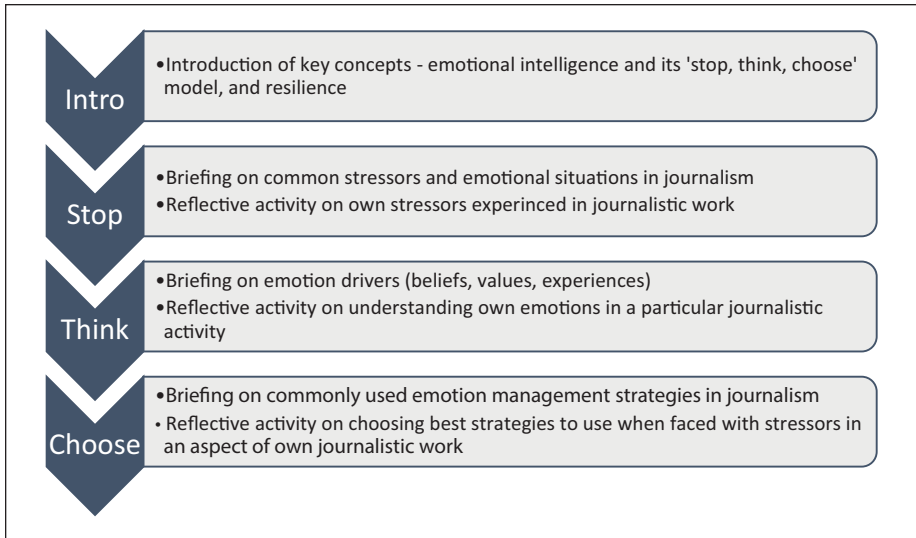 Intro
•Introduction of key concepts - emotional intelligence and its 'stop, think, choose'
model, and resilience
Stop
•Briefing on common stressors and emotional situations in journalism
•Reflective activity on own stressors experinced in journalistic work
Think
•Briefing on emotion drivers (beliefs, values, experiences)
•Reflective activity on understanding own emotions in a particular journalistic
activity
Choose
•Briefing on commonly used emotion management strategies in journalism
• Reflective activity on choosing best strategies to use when faced with stressors in
an aspect of own journalistic work